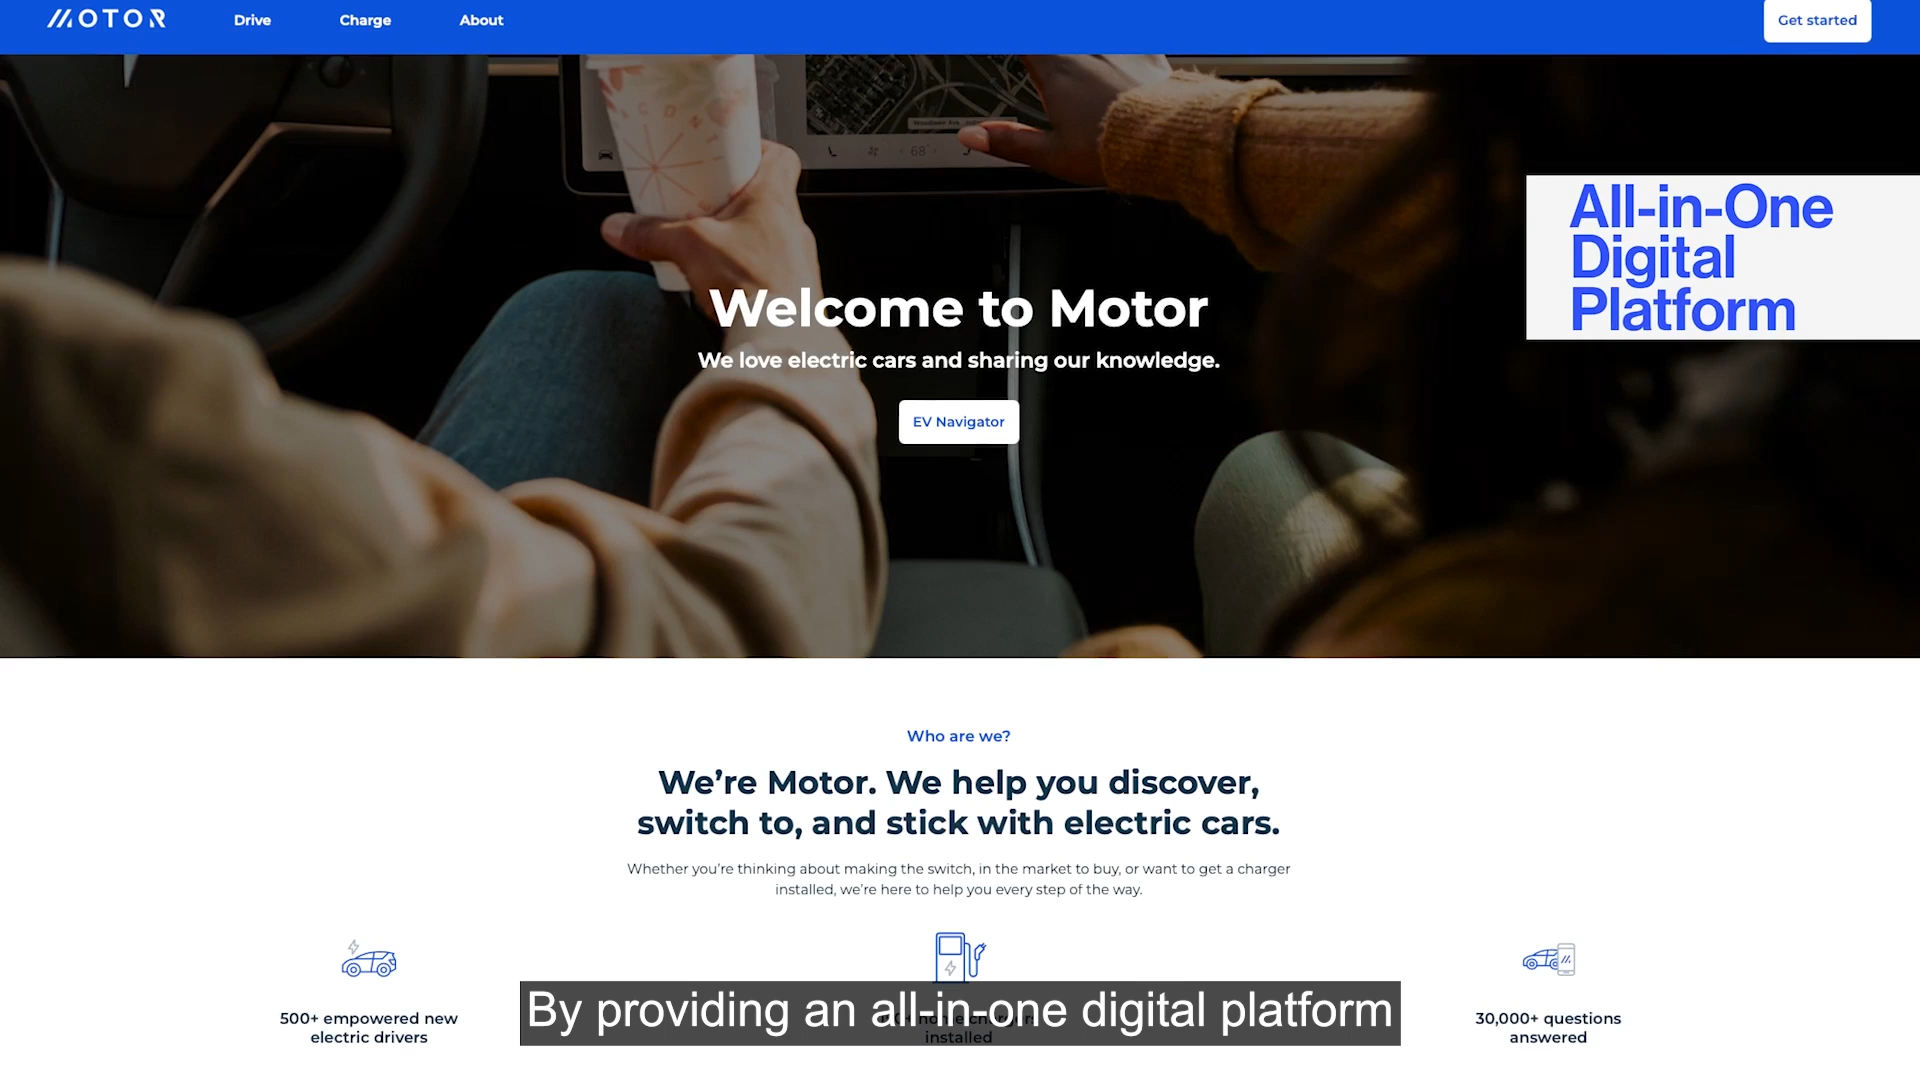 MOTOR
Drive
Charge
About
Get started
All-in-One
Digital
Platform
68°
Welcome to Motor
We love electric cars and sharing our knowledge.
EV Navigator
Who are we?
We’re Motor. We help you discover,
switch to, and stick with electric cars.
Whether you’re thinking about making the switch, in the market to buy, or want to get a charger
installed, we’re here to help you every step of the way.
500+ empowered new
electric drivers
installed
30,000+ questions
answered
By providing an all-in-one digital platform